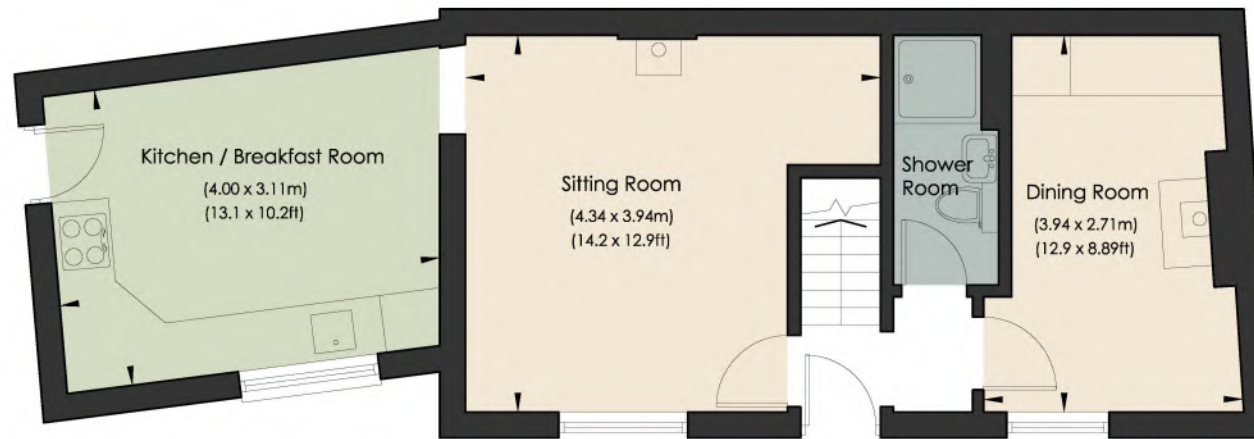 Kitchen / Breakfast Room
(4.00 x 3.11m)
(13.1 x 10.2ft)
Sitting Room
(4.34 x 3.94m)
(14.2 x 12.9ft)
Shower
Room
Dining Room
(3.94 x 2.71m)
(12.9 x 8.89ft)